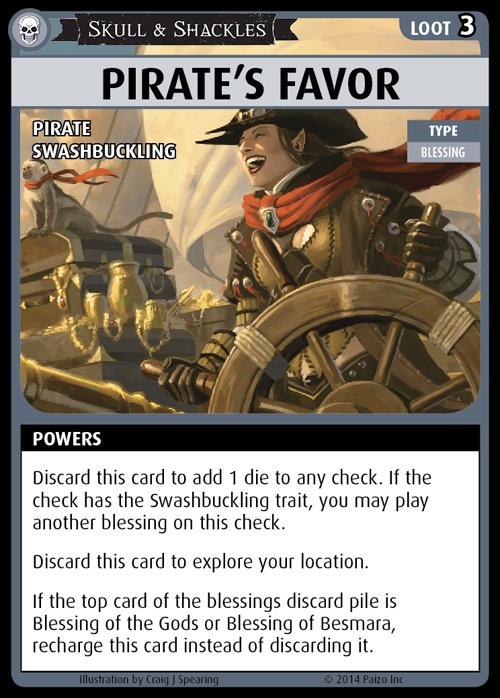 SKULL & SHACKLES
LOOT 3
PIRATE'S FAVOR
PIRATE
SWASHBUCKLING
TYPE
BLESSING
POWERS
Discard this card to add 1 die to any check. If the
check has the Swashbuckling trait, you may play
another blessing on this check.
Discard this card to explore your location.
If the top card of the blessings discard pile is
Blessing of the Gods or Blessing of Besmara,
recharge this card instead of discarding it.
Illustration by Craig J Spearing
© 2014 Paizo Inc